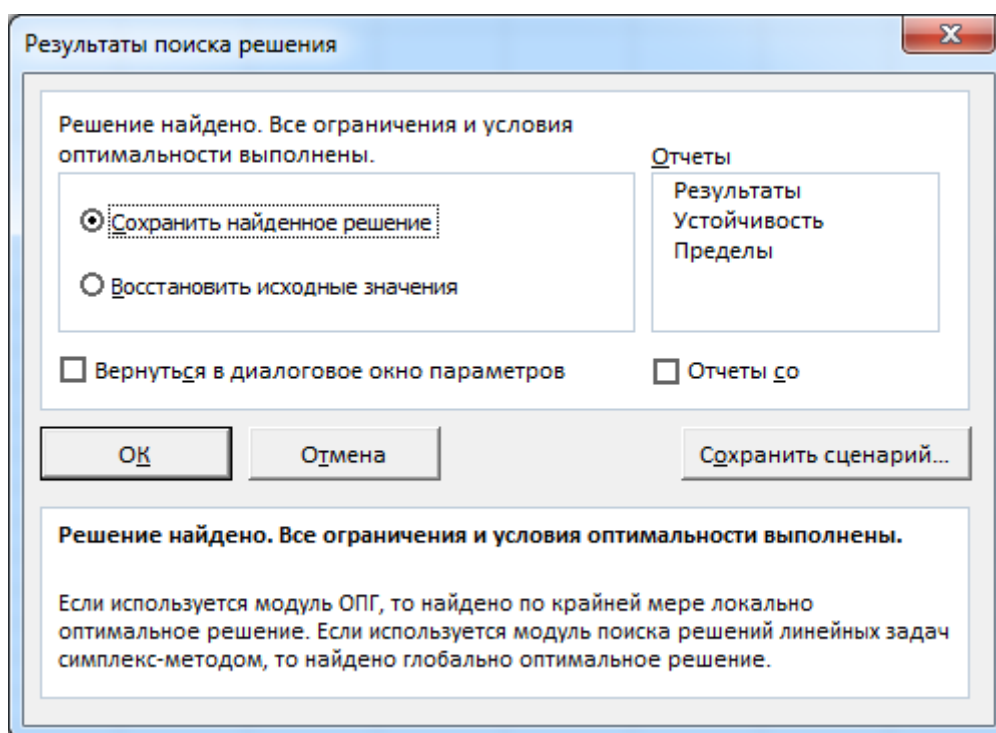 Результаты поиска решения
Решение найдено. Все ограничения и условия
оптимальности выполнены.
Отчеты
Сохранить найденное решение
Восстановить исходные значения
Результаты
Устойчивость
Пределы
Вернуться в диалоговое окно параметров
Отчеты со
ОК
Отмена
Сохранить сценарий...
Решение найдено. Все ограничения и условия оптимальности выполнены.
Если используется модуль ОПГ, то найдено по крайней мере локально
оптимальное решение. Если используется модуль поиска решений линейных задач
симплекс-методом, то найдено глобально оптимальное решение.